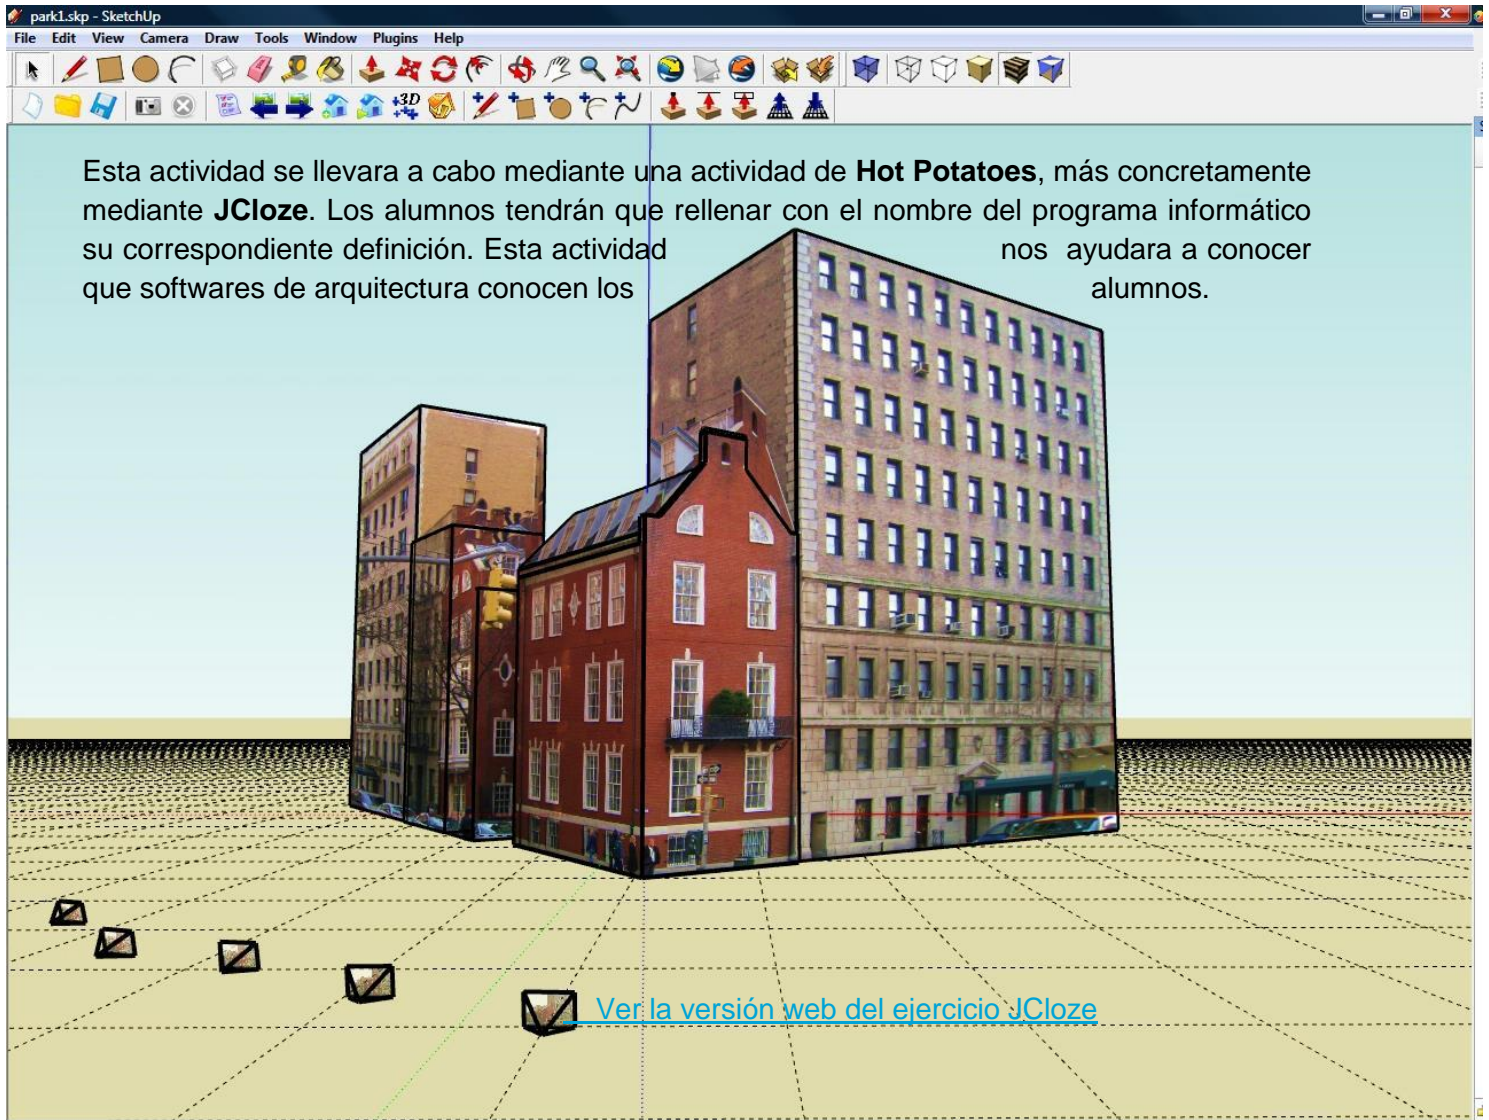 park1.skp - SketchUp
File Edit View Camera Draw Tools Window Plugins Help
Esta actividad se llevara a cabo mediante una actividad de Hot Potatoes, más concretamente
mediante JCloze. Los alumnos tendrán que rellenar con el nombre del programa informático
su correspondiente definición. Esta actividad nos ayudara a conocer
que softwares de arquitectura conocen los alumnos.
Ver la versión web del ejercicio JCloze